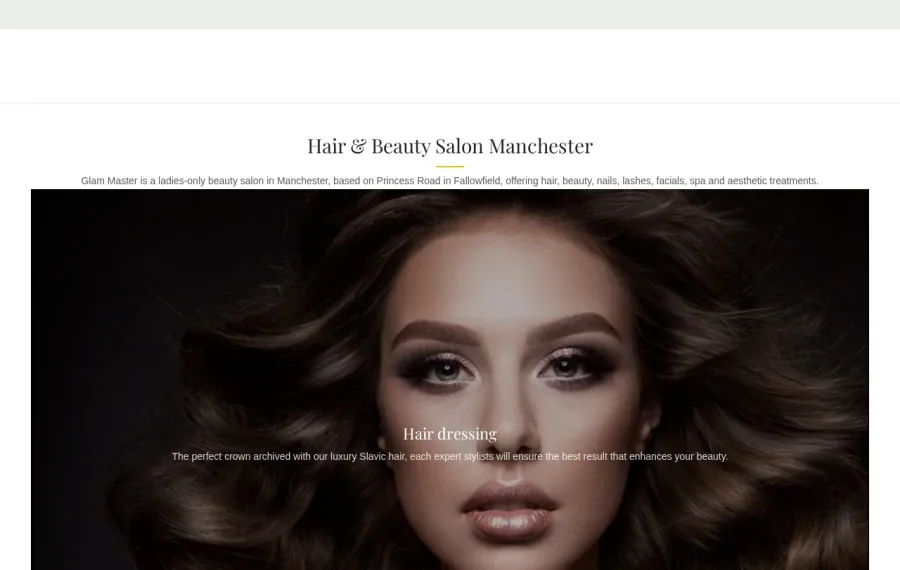 Hair & Beauty Salon Manchester
Glam Master is a ladies-only beauty salon in Manchester, based on Princess Road in Fallowfield, offering hair, beauty, nails, lashes, facials, spa and aesthetic treatments.
Hair dressing
The perfect crown archived with our luxury Slavic hair, each expert stylists will ensure the best result that enhances your beauty.